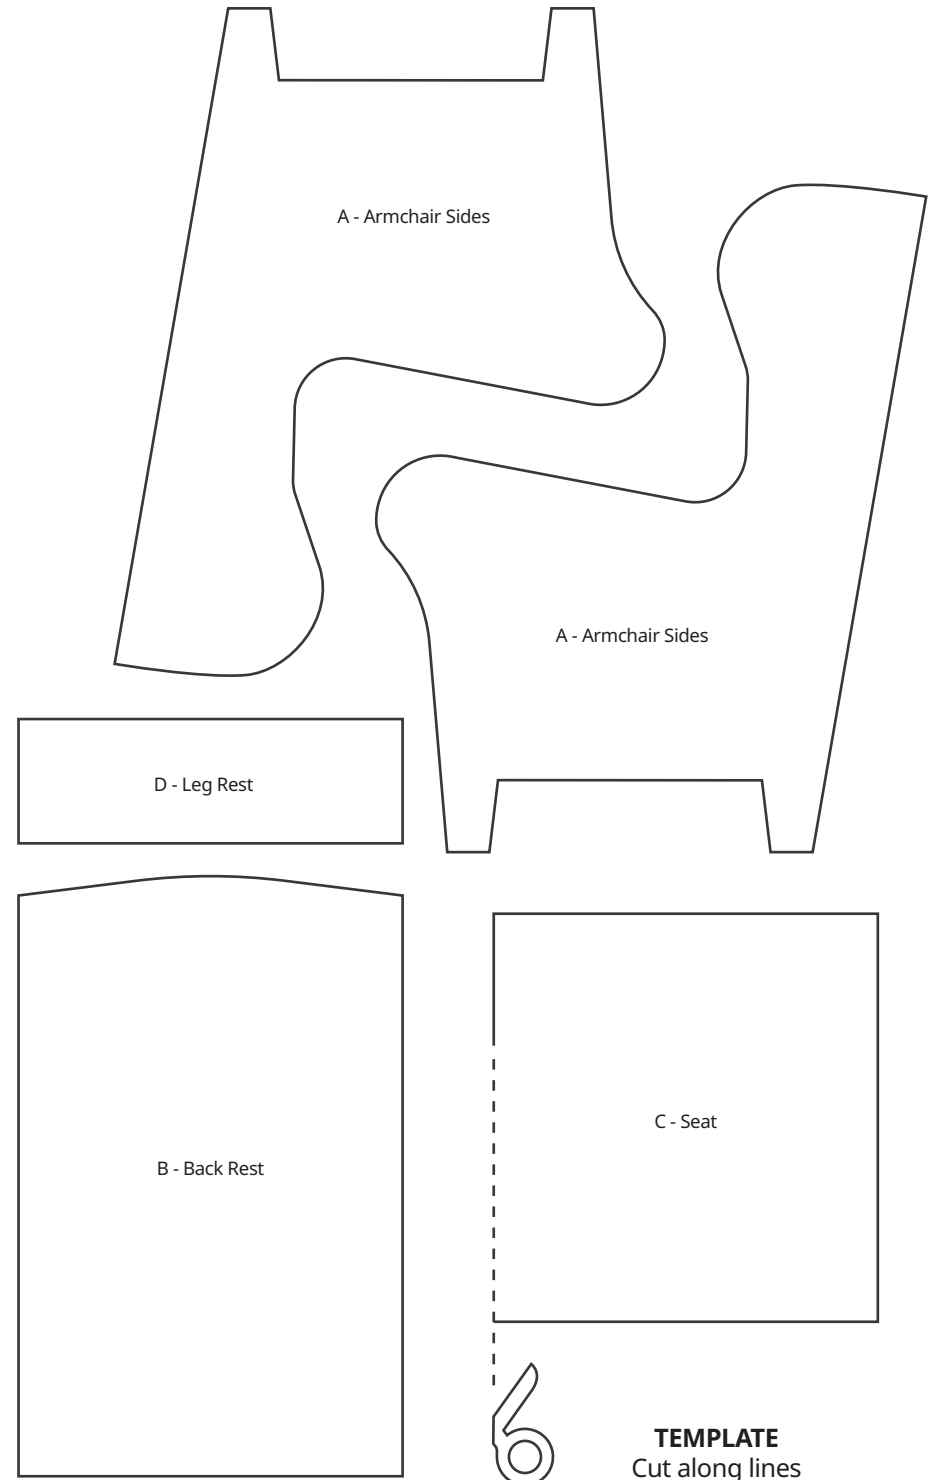 A - Armchair Sides
A - Armchair Sides
D - Leg Rest
C - Seat
B - Back Rest
TEMPLATE
Cut along lines